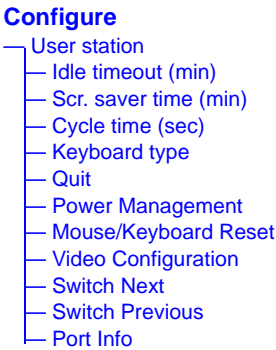 Configure
User station
Idle timeout (min)
Scr. saver time (min)
Cycle time (sec)
Keyboard type
Quit
Power Management
Mouse/Keyboard Reset
Video Configuration
Switch Next
Switch Previous
Port Info